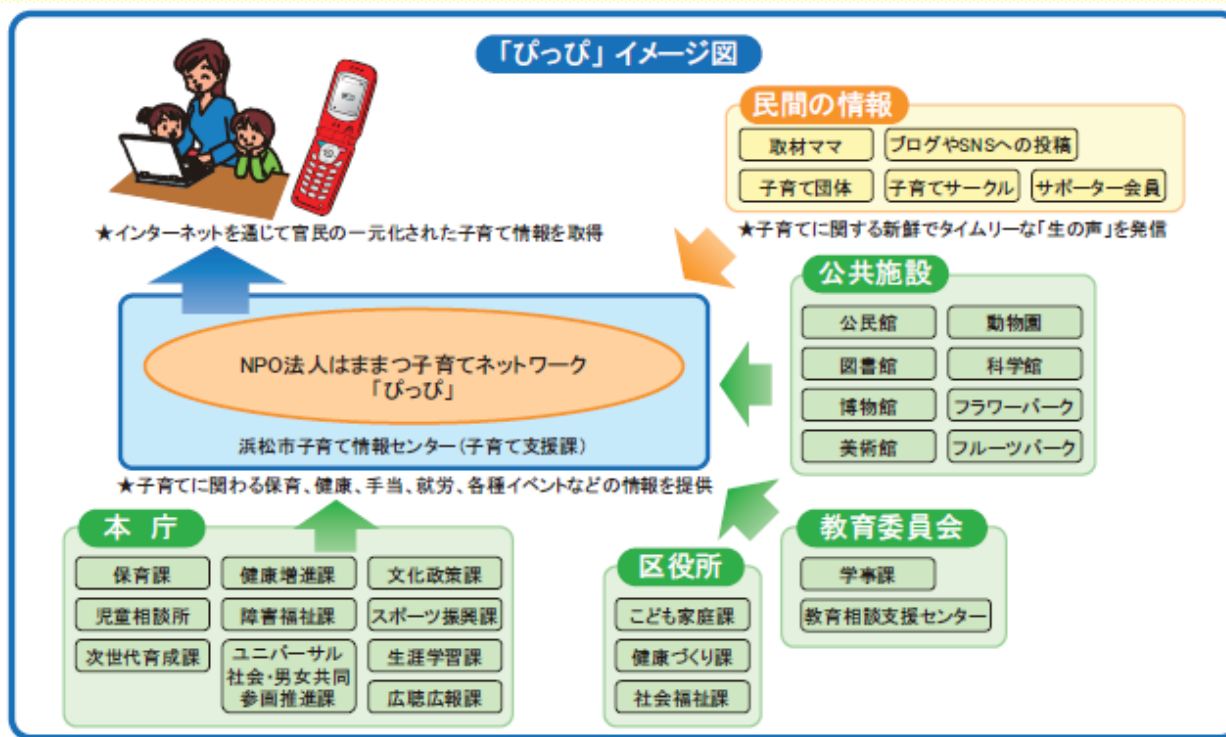 「ぴっぴ」イメージ図
★インターネットを通じて官民の一元化された子育て情報を取得
民間の情報
取材ママ
ブログやSNSへの投稿
子育て団体
子育てサークル
サポーター会員
★子育てに関する新鮮でタイムリーな「生の声」を発信
NPO法人はままつ子育てネットワーク
「ぴっぴ」
浜松市子育て情報センター(子育て支援課)
★子育てに関わる保育、健康、手当、就労、各種イベントなどの情報を提供
公共施設
公民館
動物園
図書館
科学館
博物館
フラワーパーク
美術館
フルーツパーク
本庁
保育課
健康増進課
文化政策課
児童相談所
障害福祉課
スポーツ振興課
次世代育成課
ユニバーサル
社会・男女共同
参画推進課
生涯学習課
広聴広報課
区役所
こども家庭課
健康づくり課
社会福祉課
教育委員会
学事課
教育相談支援センター